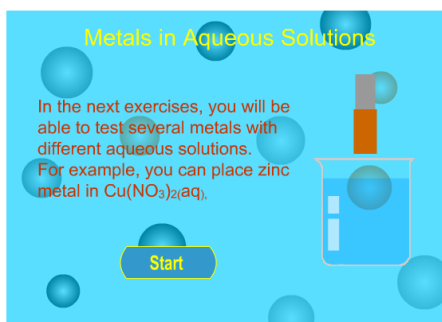 Metals in Aqueous Solutions
In the next exercises, you will be
able to test several metals with
different aqueous solutions.
For example, you can place zinc
metal in Cu(NO₃)₂(aq),
Start